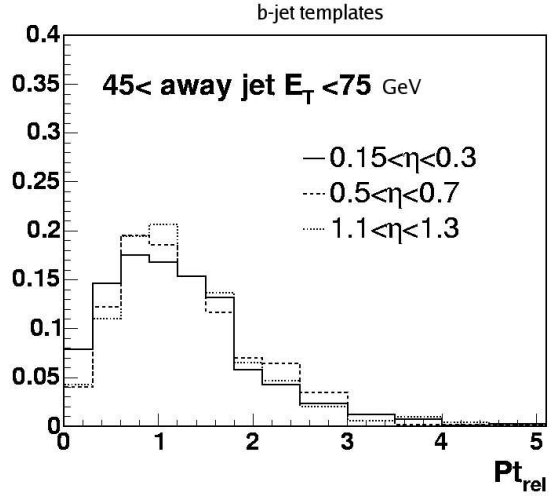 b-jet templates
0.4
45< away jet E_T <75 GeV
0.35
0.3
0.15<η<0.3
0.25
0.5<η<0.7
1.1<η<1.3
0.2
0.15
0.1
0.05
0
0 1 2 3 4 5
Pt_rel